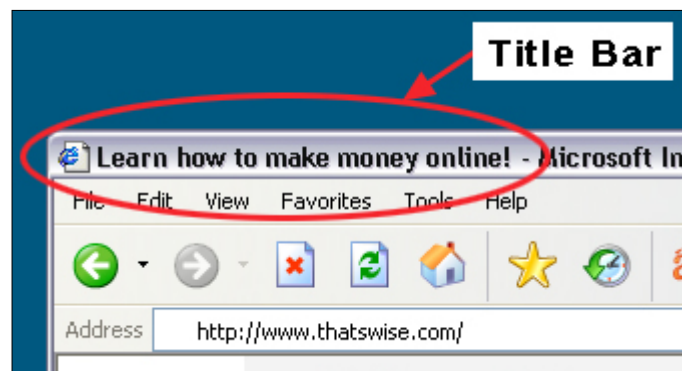 Title Bar
Learn how to make money online! - Microsoft In
File Edit View Favorites Tools Help
Address http://www.thatswise.com/